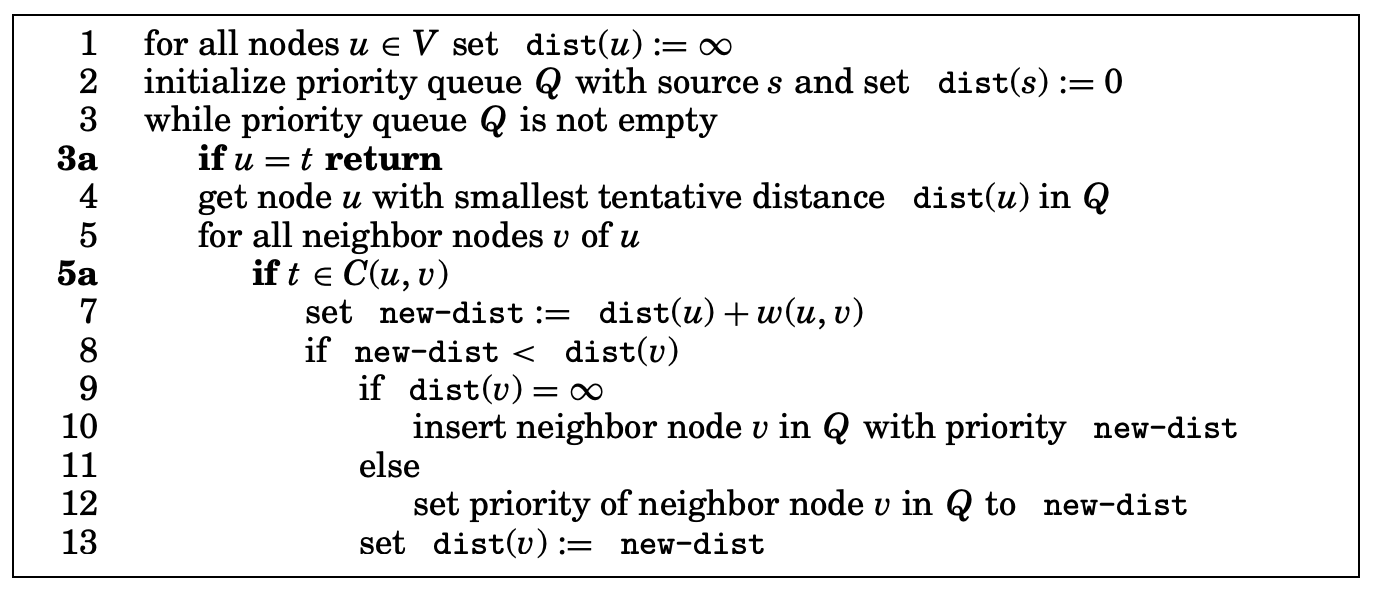 1 for all nodes u ∈ V set dist(u) := ∞
2 initialize priority queue Q with source s and set dist(s) := 0
3 while priority queue Q is not empty
3a if u = t return
4 get node u with smallest tentative distance dist(u) in Q
5 for all neighbor nodes v of u
5a if t ∈ C(u, v)
7 set new-dist := dist(u) + w(u, v)
8 if new-dist < dist(v)
9 if dist(v) = ∞
10 insert neighbor node v in Q with priority new-dist
11 else
12 set priority of neighbor node v in Q to new-dist
13 set dist(v) := new-dist